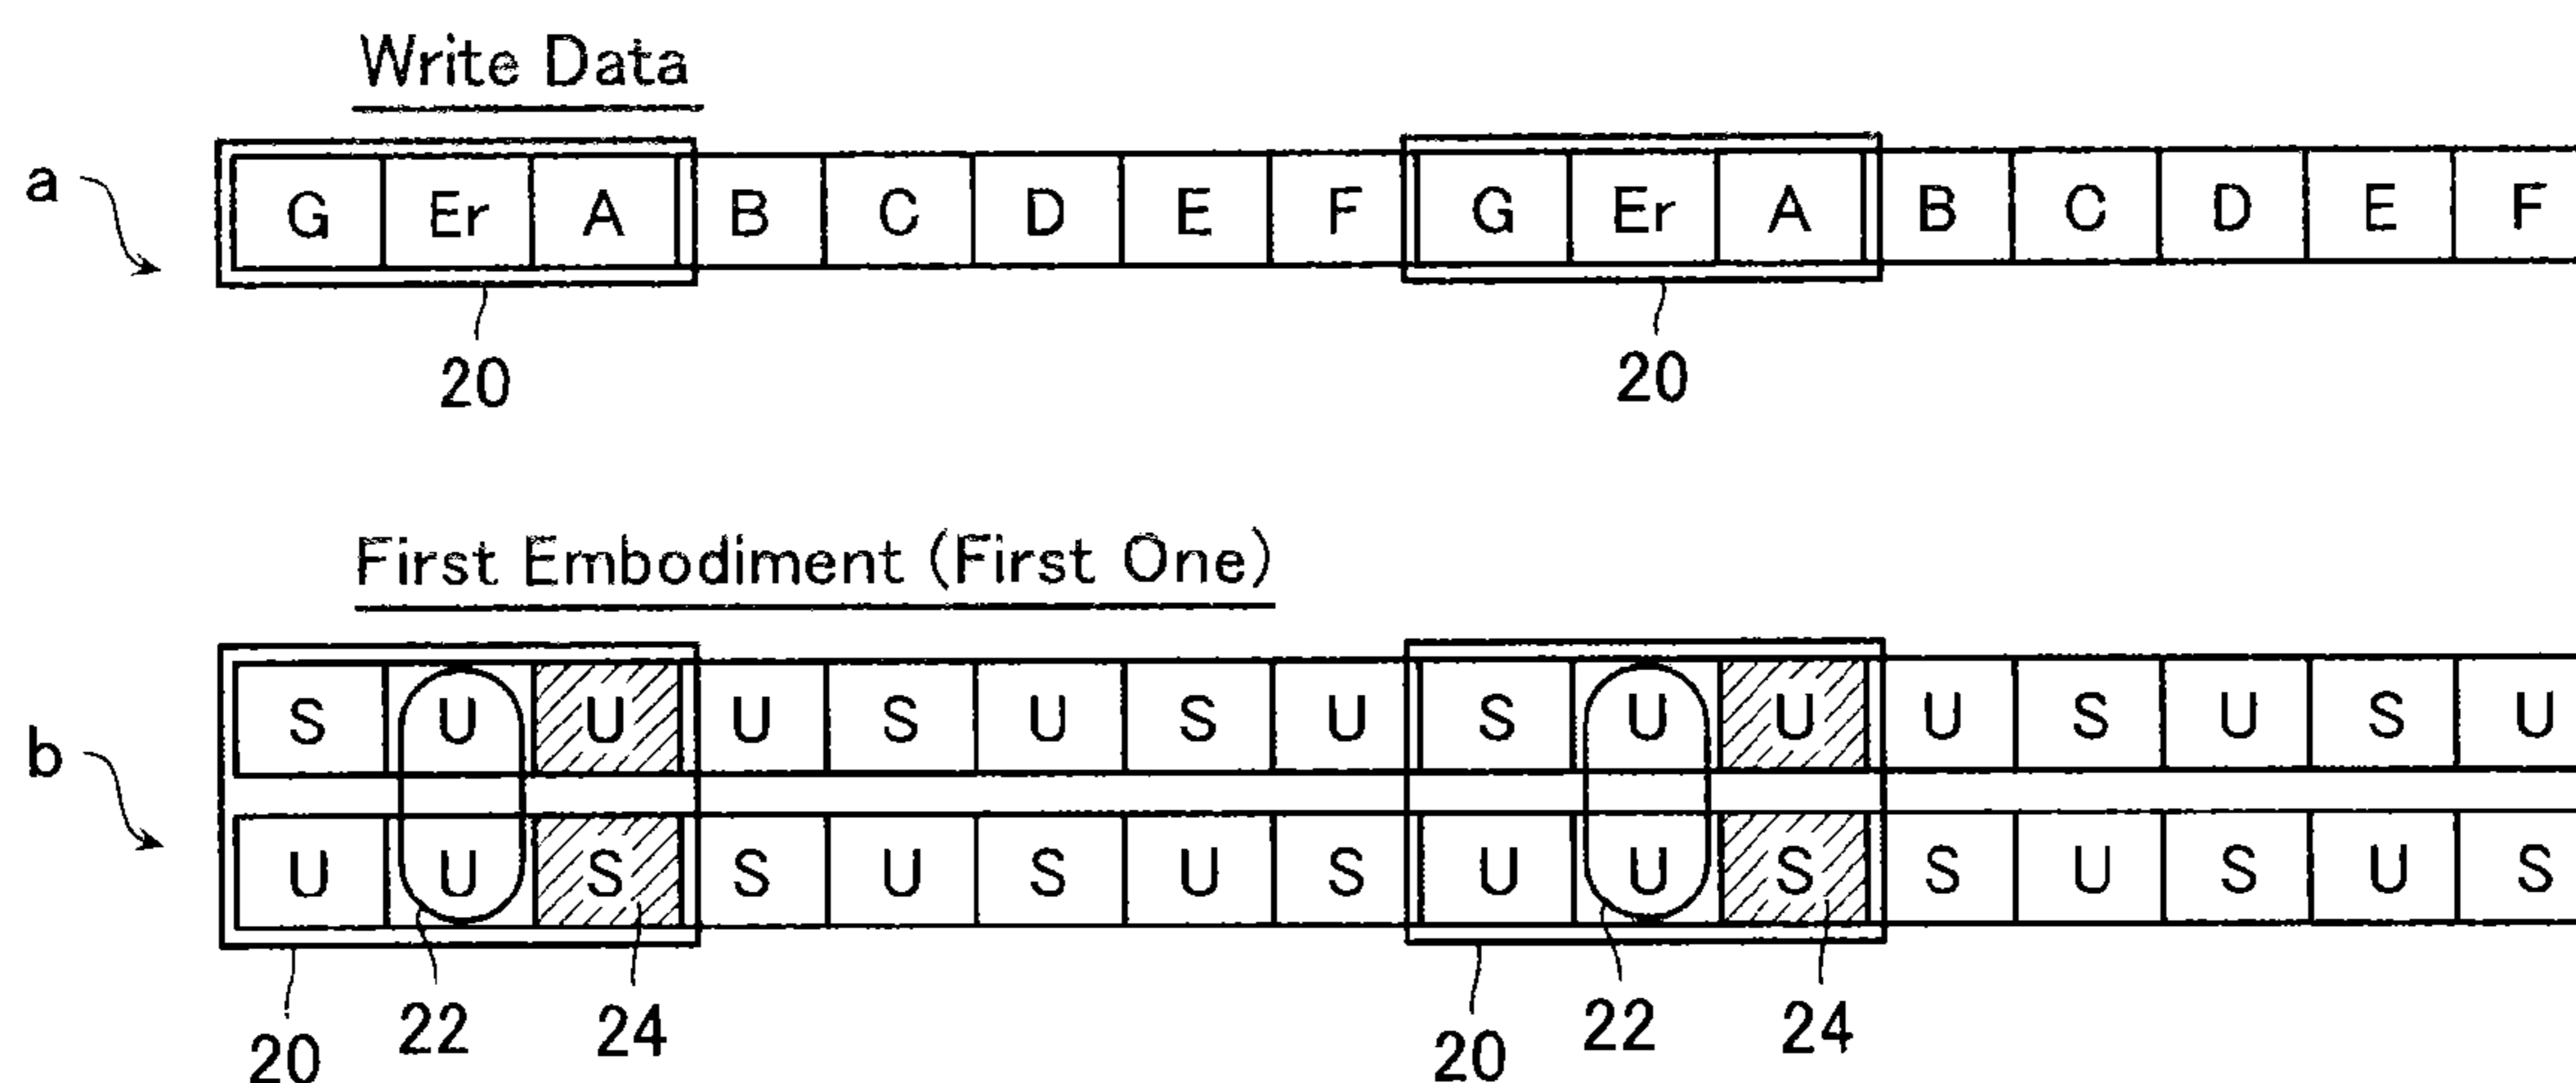 Write Data
a
G Er A B C D E F G Er A B C D E F
20 20
First Embodiment (First One)
b
S U U U S U S U S U U U S U S U
U U S S U S U S U U S S U S U S
20 22 24 20 22 24